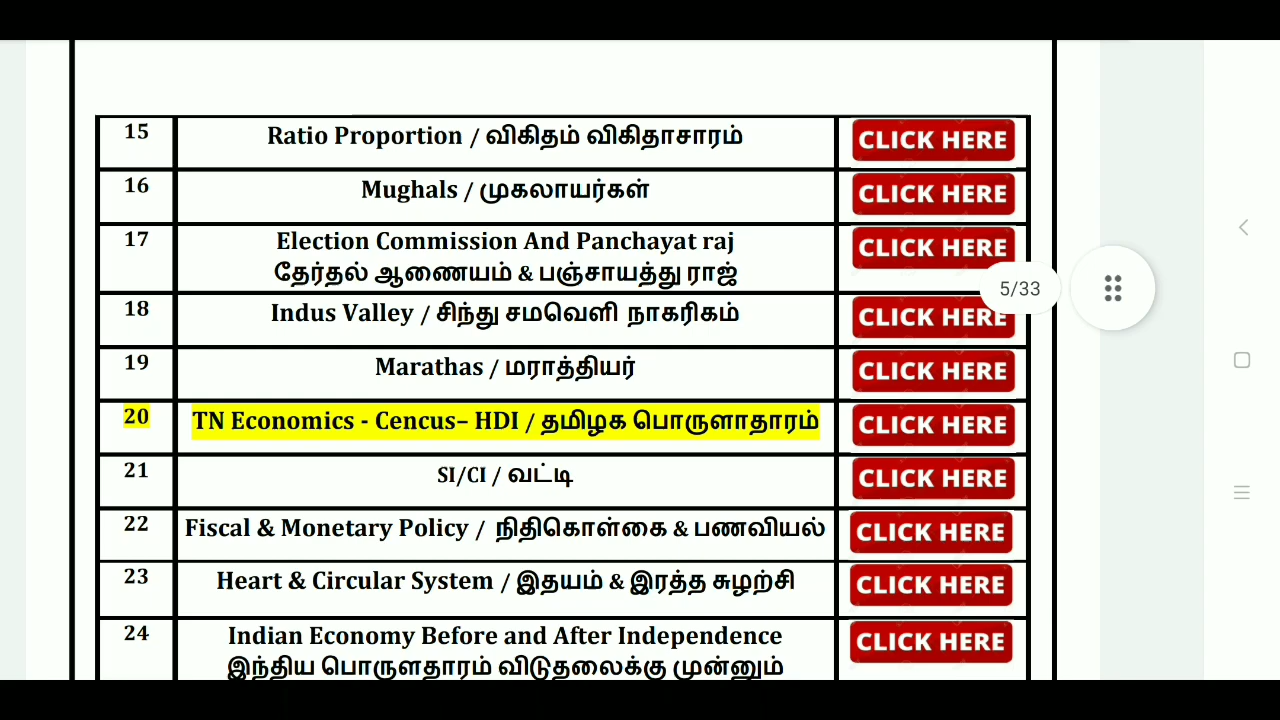 15 Ratio Proportion / விகிதம் விகிதாசாரம் CLICK HERE
16 Mughals / முகலாயர்கள் CLICK HERE
17 Election Commission And Panchayat raj CLICK HERE
தேர்தல் ஆணையம் & பஞ்சாயத்து ராஜ்
5/33
18 Indus Valley / சிந்து சமவெளி நாகரிகம் CLICK HERE
19 Marathas / மராத்தியர் CLICK HERE
20 TN Economics - Cencus– HDI / தமிழக பொருளாதாரம் CLICK HERE
21 SI/CI / வட்டி CLICK HERE
22 Fiscal & Monetary Policy / நிதிகொள்கை & பணவியல் CLICK HERE
23 Heart & Circular System / இதயம் & இரத்த சுழற்சி CLICK HERE
24 Indian Economy Before and After Independence CLICK HERE
இந்திய பொருளதாரம் விடுதலைக்கு முன்னும்